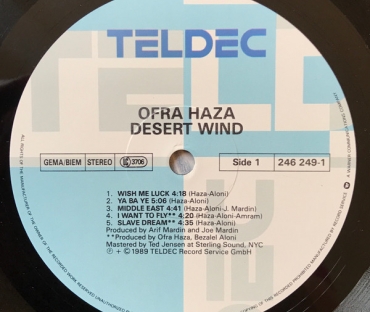 TELDEC
OFRA HAZA
DESERT WIND
GEMA/BIEM STEREO LC 3706 Side 1 246 249-1
1. WISH ME LUCK 4:18 (Haza-Aloni)
2. YA BA YE 5:06 (Haza-Aloni)
3. MIDDLE EAST 4:41 (Haza-Aloni-J. Mardin)
4. I WANT TO FLY** 4:20 (Haza-Aloni-Amram)
5. SLAVE DREAM** 4:35 (Haza-Aloni)
Produced by Arif Mardin and Joe Mardin
**Produced by Ofra Haza, Bezalel Aloni
Mastered by Ted Jensen at Sterling Sound, NYC
℗ + © 1989 TELDEC Record Service GmbH